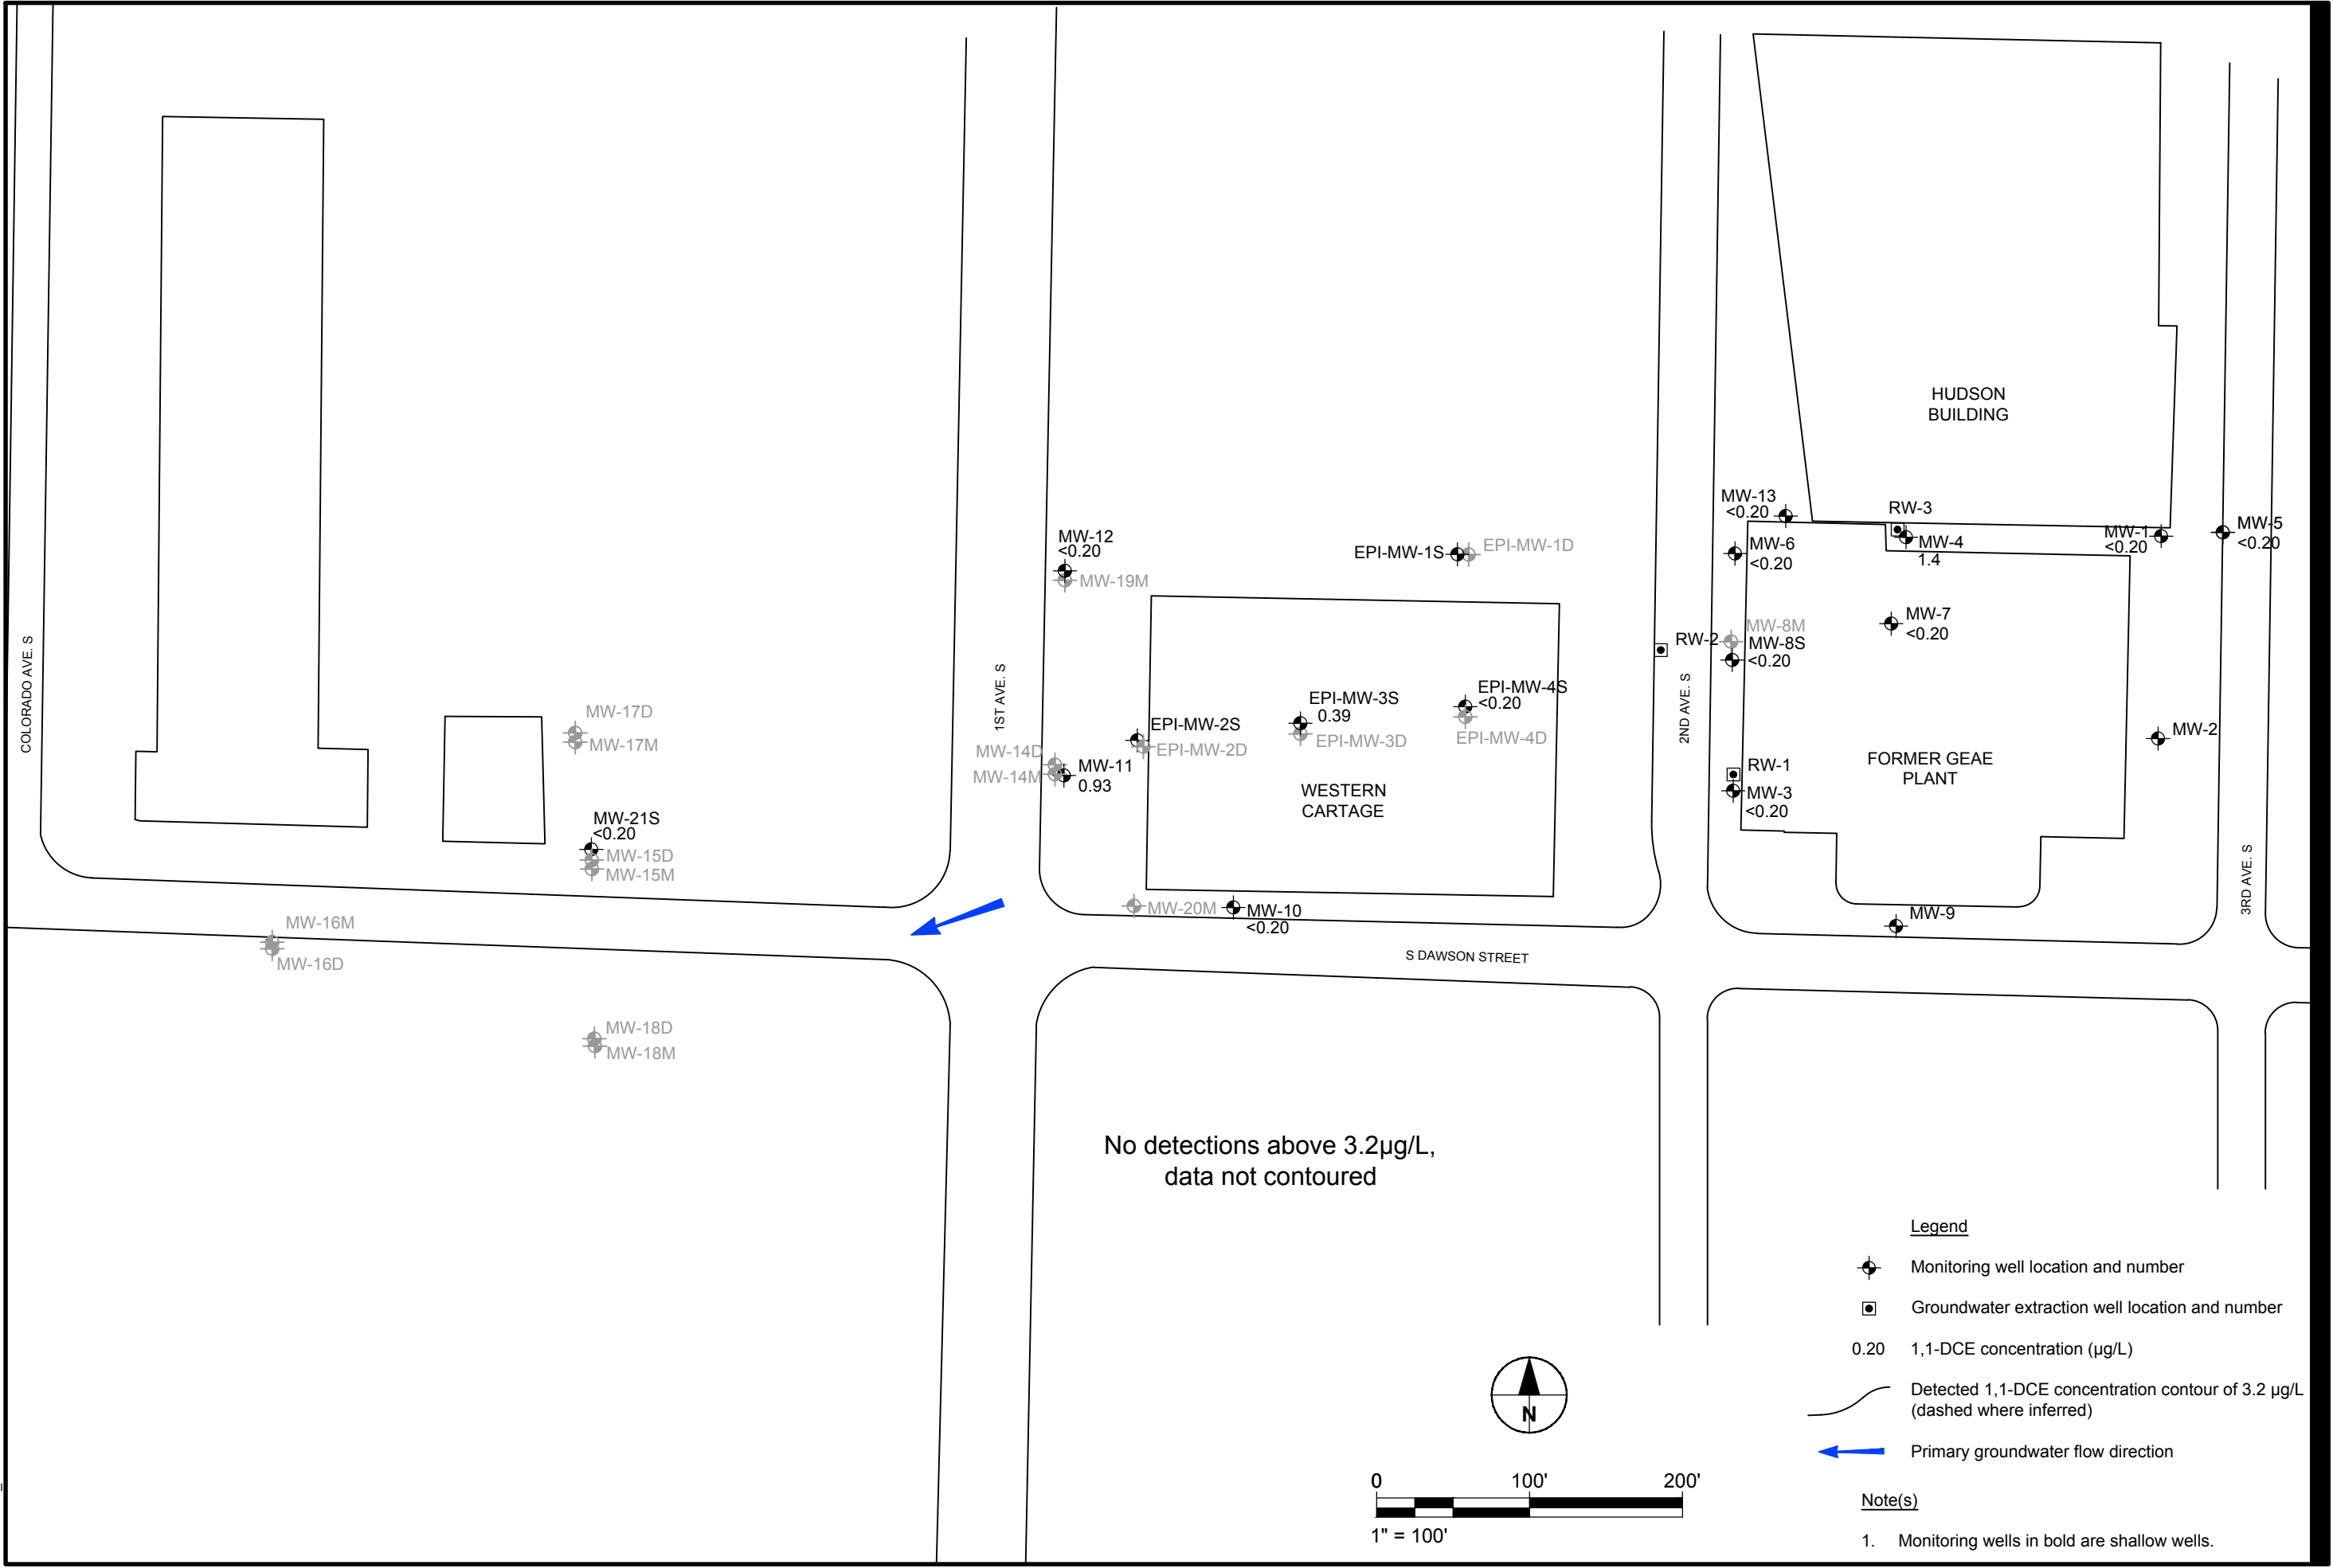 HUDSON
BUILDING
MW-13
<0.20
RW-3
MW-4
1.4
MW-1
<0.20
MW-5
<0.20
MW-12
<0.20
MW-19M
EPI-MW-1S
EPI-MW-1D
MW-6
<0.20
MW-7
<0.20
MW-8M
MW-8S
<0.20
RW-2
COLORADO AVE. S
1ST AVE. S
2ND AVE. S
3RD AVE. S
MW-17D
MW-17M
EPI-MW-2S
EPI-MW-2D
EPI-MW-3S
0.39
EPI-MW-3D
EPI-MW-4S
<0.20
EPI-MW-4D
MW-2
MW-14D
MW-14M
MW-11
0.93
WESTERN
CARTAGE
RW-1
MW-3
<0.20
FORMER GEAE
PLANT
MW-21S
<0.20
MW-15D
MW-15M
MW-20M
MW-10
<0.20
MW-9
MW-16M
MW-16D
S DAWSON STREET
MW-18D
MW-18M
No detections above 3.2µg/L,
data not contoured
Legend
Monitoring well location and number
Groundwater extraction well location and number
0.20 1,1-DCE concentration (µg/L)
Detected 1,1-DCE concentration contour of 3.2 µg/L
(dashed where inferred)
Primary groundwater flow direction
N
0 100' 200'
1" = 100'
Note(s)
1. Monitoring wells in bold are shallow wells.